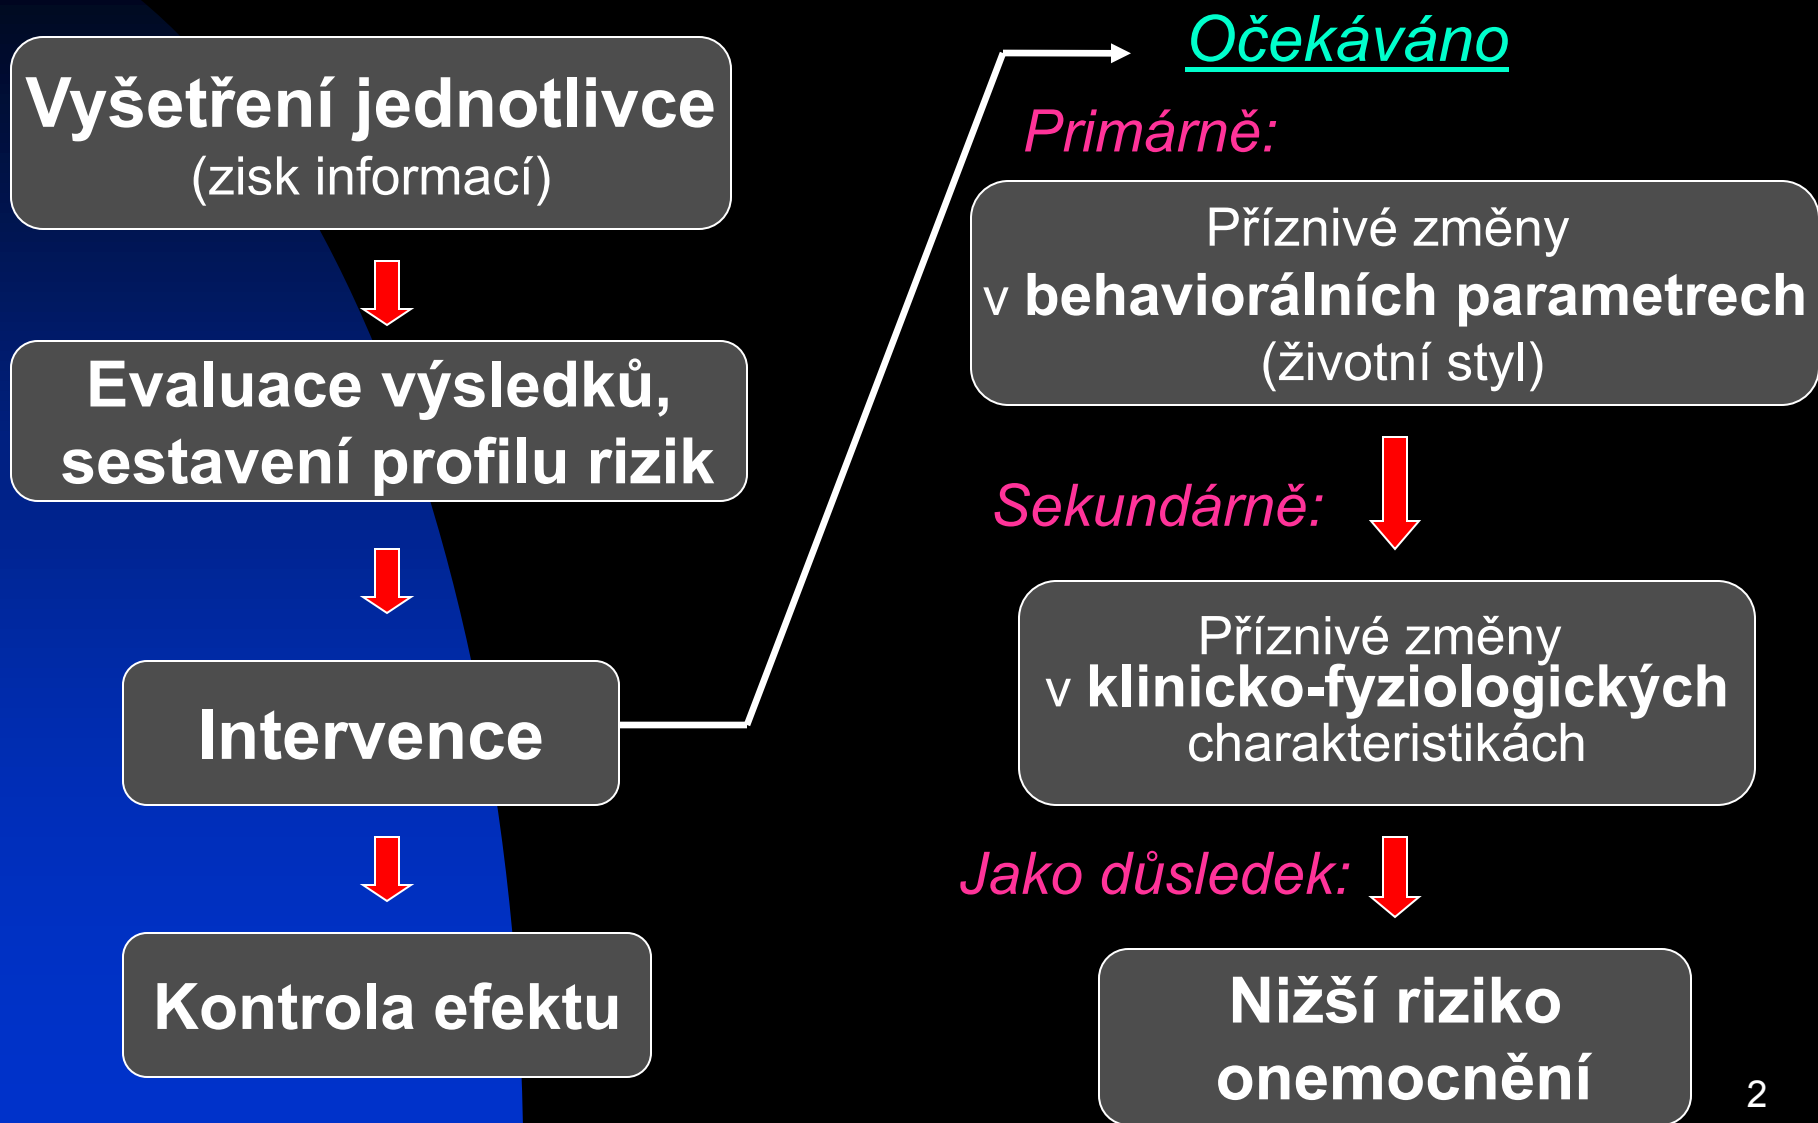 Vyšetření jednotlivce
(zisk informací)
Evaluace výsledků,
sestavení profilu rizik
Intervence
Kontrola efektu
Očekáváno
Primárně:
Příznivé změny
v behaviorálních parametrech
(životní styl)
Sekundárně:
Příznivé změny
v klinicko-fyziologických
charakteristikách
Jako důsledek:
Nižší riziko
onemocnění
2